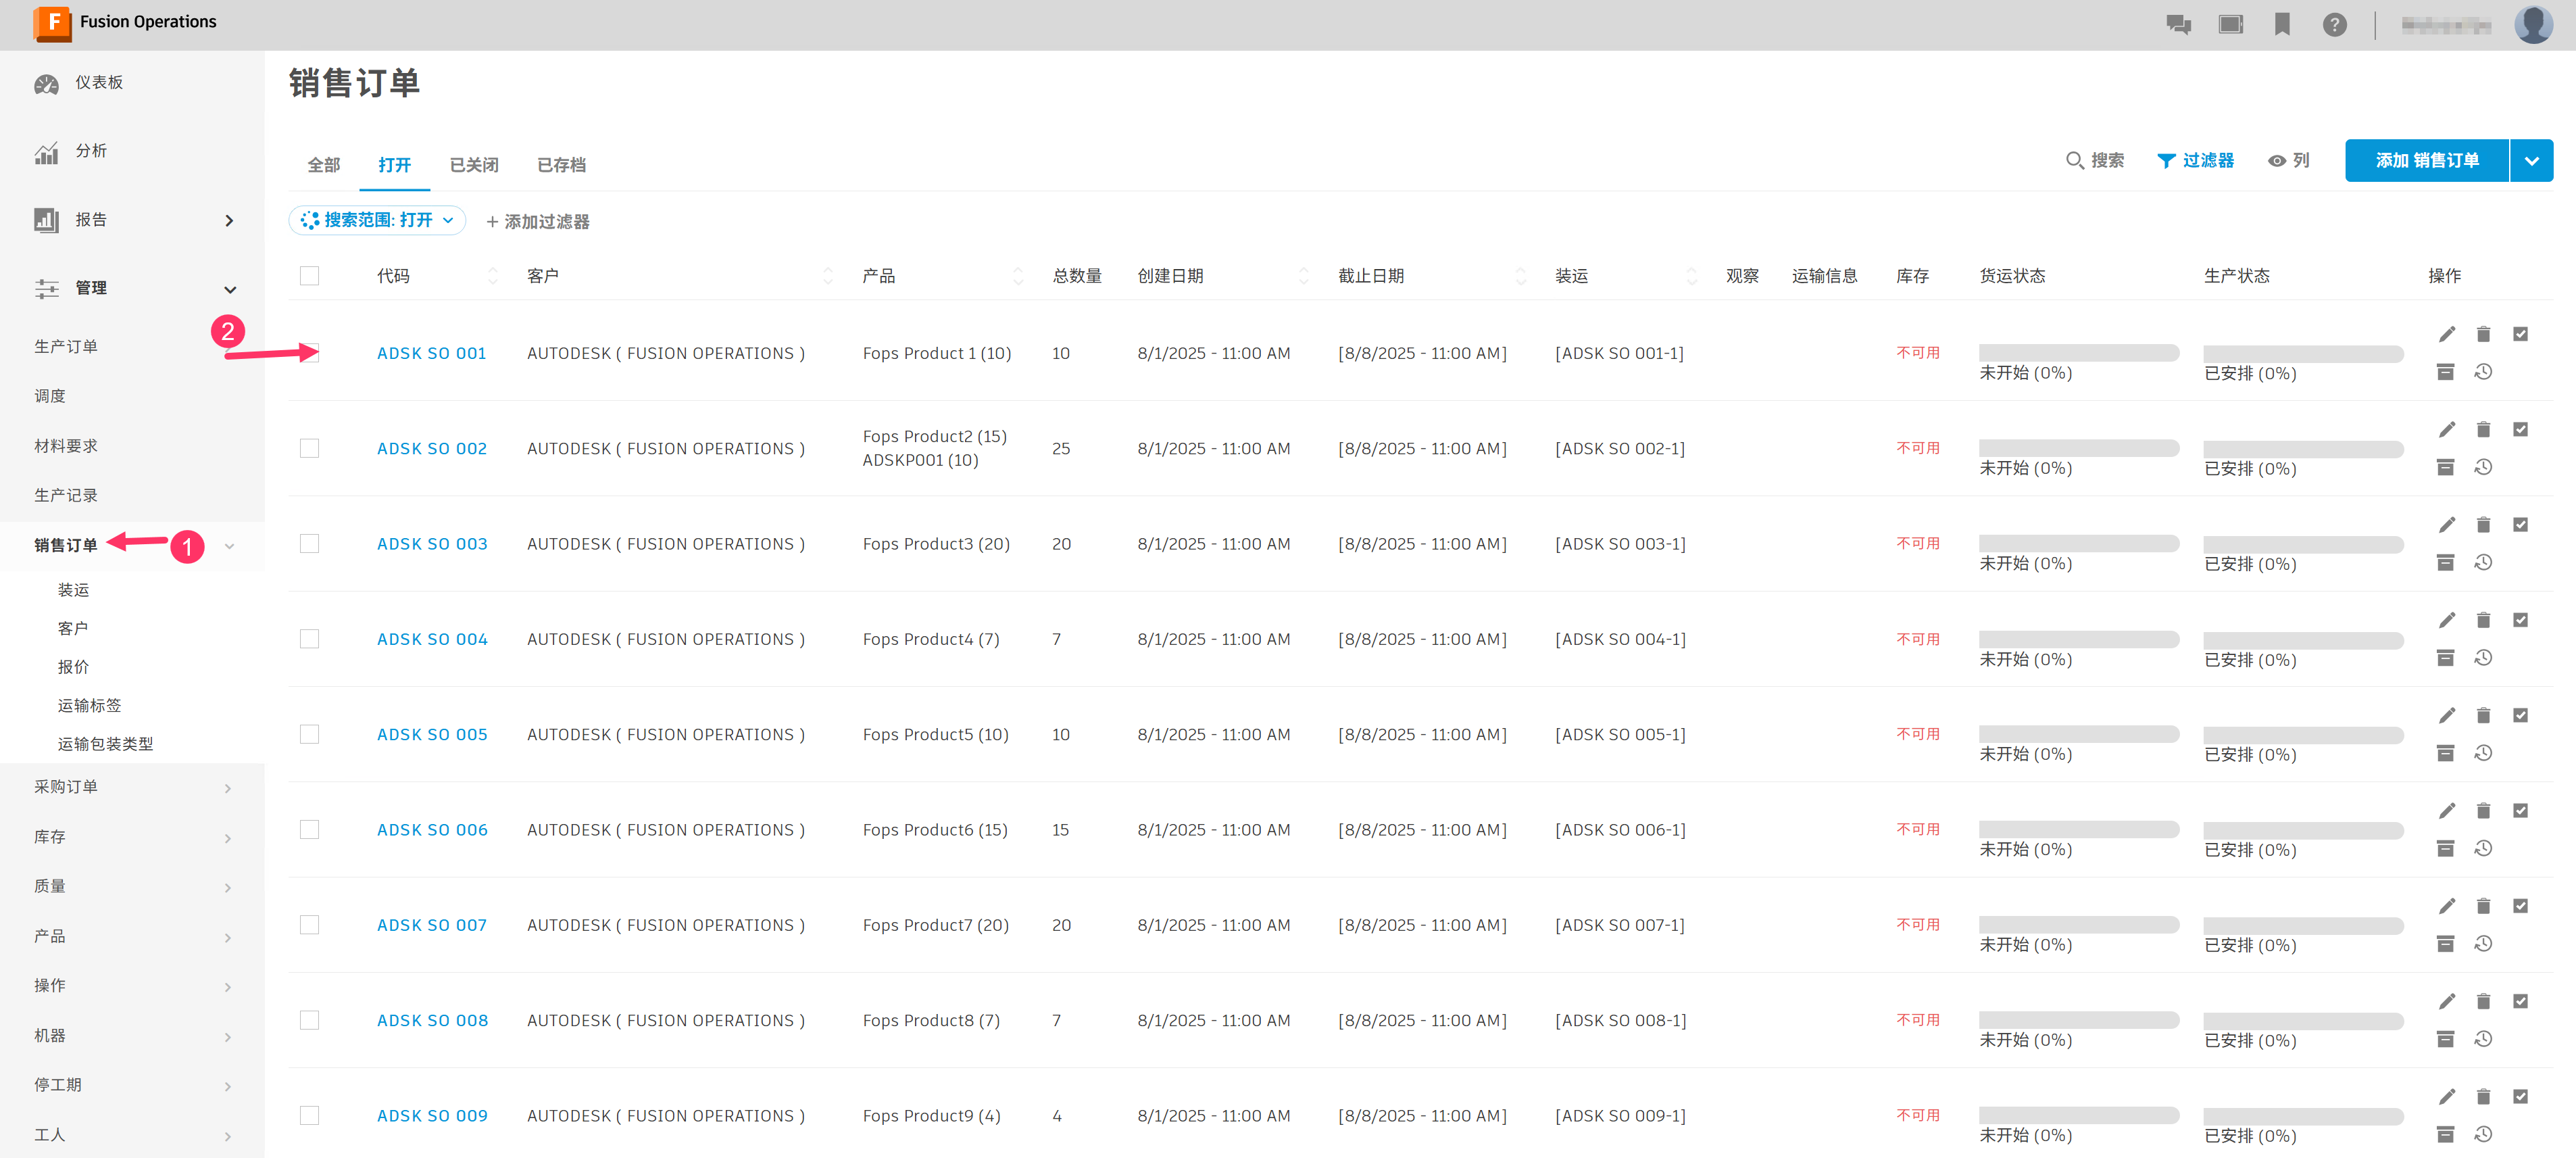 Fusion Operations
仪表板
分析
报告
管理
生产订单
调度
材料要求
生产记录
销售订单
装运
客户
报价
运输标签
运输包装类型
采购订单
库存
质量
产品
操作
机器
停工期
工人
2
1
销售订单
全部 打开 已关闭 已存档
搜索 过滤器 列 添加 销售订单
搜索范围: 打开 + 添加过滤器
代码 客户 产品 总数量 创建日期 截止日期 装运 观察 运输信息 库存 货运状态 生产状态 操作
ADSK SO 001 AUTODESK ( FUSION OPERATIONS ) Fops Product 1 (10) 10 8/1/2025 - 11:00 AM [8/8/2025 - 11:00 AM] [ADSK SO 001-1] 不可用 未开始 (0%) 已安排 (0%)
ADSK SO 002 AUTODESK ( FUSION OPERATIONS ) Fops Product2 (15) ADSKP001 (10) 25 8/1/2025 - 11:00 AM [8/8/2025 - 11:00 AM] [ADSK SO 002-1] 不可用 未开始 (0%) 已安排 (0%)
ADSK SO 003 AUTODESK ( FUSION OPERATIONS ) Fops Product3 (20) 20 8/1/2025 - 11:00 AM [8/8/2025 - 11:00 AM] [ADSK SO 003-1] 不可用 未开始 (0%) 已安排 (0%)
ADSK SO 004 AUTODESK ( FUSION OPERATIONS ) Fops Product4 (7) 7 8/1/2025 - 11:00 AM [8/8/2025 - 11:00 AM] [ADSK SO 004-1] 不可用 未开始 (0%) 已安排 (0%)
ADSK SO 005 AUTODESK ( FUSION OPERATIONS ) Fops Product5 (10) 10 8/1/2025 - 11:00 AM [8/8/2025 - 11:00 AM] [ADSK SO 005-1] 不可用 未开始 (0%) 已安排 (0%)
ADSK SO 006 AUTODESK ( FUSION OPERATIONS ) Fops Product6 (15) 15 8/1/2025 - 11:00 AM [8/8/2025 - 11:00 AM] [ADSK SO 006-1] 不可用 未开始 (0%) 已安排 (0%)
ADSK SO 007 AUTODESK ( FUSION OPERATIONS ) Fops Product7 (20) 20 8/1/2025 - 11:00 AM [8/8/2025 - 11:00 AM] [ADSK SO 007-1] 不可用 未开始 (0%) 已安排 (0%)
ADSK SO 008 AUTODESK ( FUSION OPERATIONS ) Fops Product8 (7) 7 8/1/2025 - 11:00 AM [8/8/2025 - 11:00 AM] [ADSK SO 008-1] 不可用 未开始 (0%) 已安排 (0%)
ADSK SO 009 AUTODESK ( FUSION OPERATIONS ) Fops Product9 (4) 4 8/1/2025 - 11:00 AM [8/8/2025 - 11:00 AM] [ADSK SO 009-1] 不可用 未开始 (0%) 已安排 (0%)